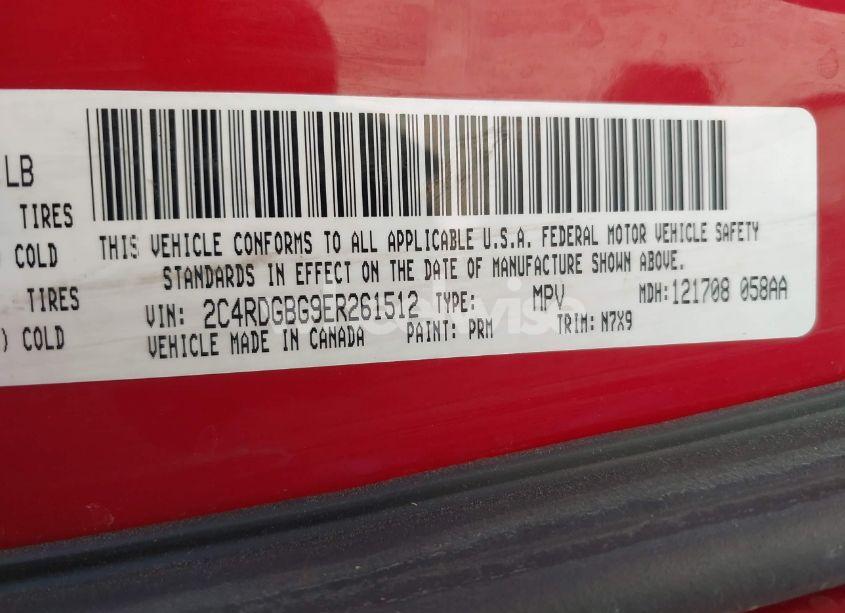 LB
TIRES
COLD
TIRES
) COLD
THIS VEHICLE CONFORMS TO ALL APPLICABLE U.S.A. FEDERAL MOTOR VEHICLE SAFETY
STANDARDS IN EFFECT ON THE DATE OF MANUFACTURE SHOWN ABOVE.
VIN: 2C4RDGBG9ER261512 TYPE: MPV MDH:121708 058AA
VEHICLE MADE IN CANADA PAINT: PRM TRIM: N7X9